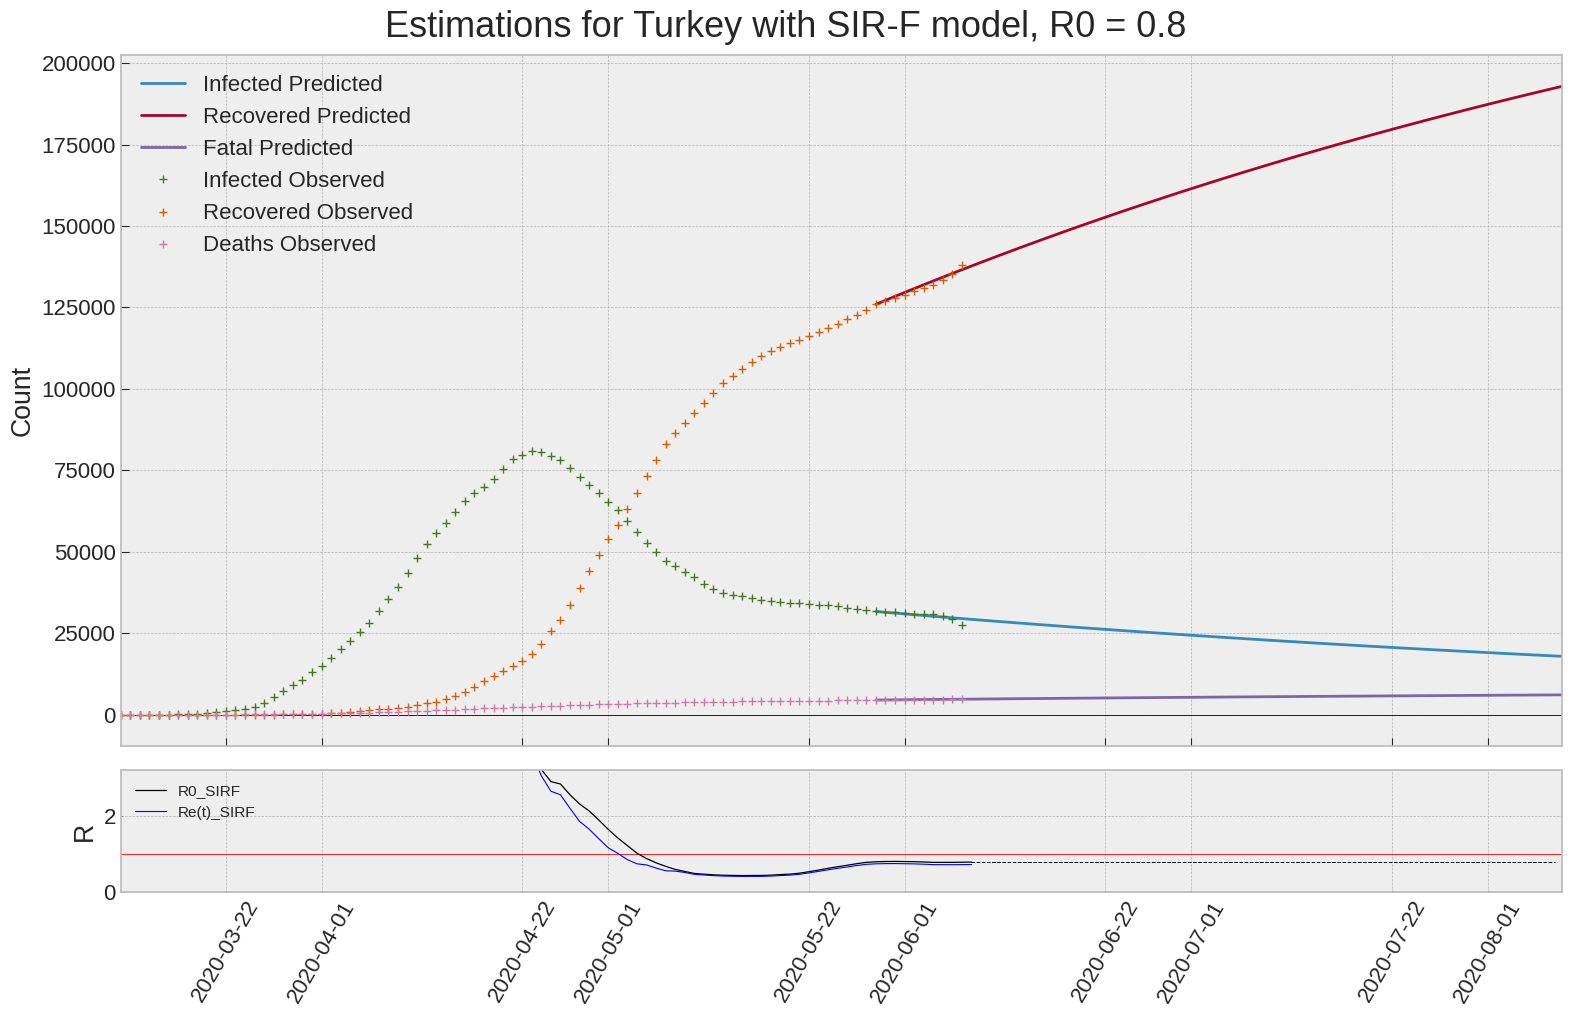 Estimations for Turkey with SIR-F model, R0 = 0.8
200000
175000
150000
125000
100000
75000
50000
25000
0
Count
Infected Predicted
Recovered Predicted
Fatal Predicted
Infected Observed
Recovered Observed
Deaths Observed
R0_SIRF
Re(t)_SIRF
2
0
R
2020-03-22
2020-04-01
2020-04-22
2020-05-01
2020-05-22
2020-06-01
2020-06-22
2020-07-01
2020-07-22
2020-08-01